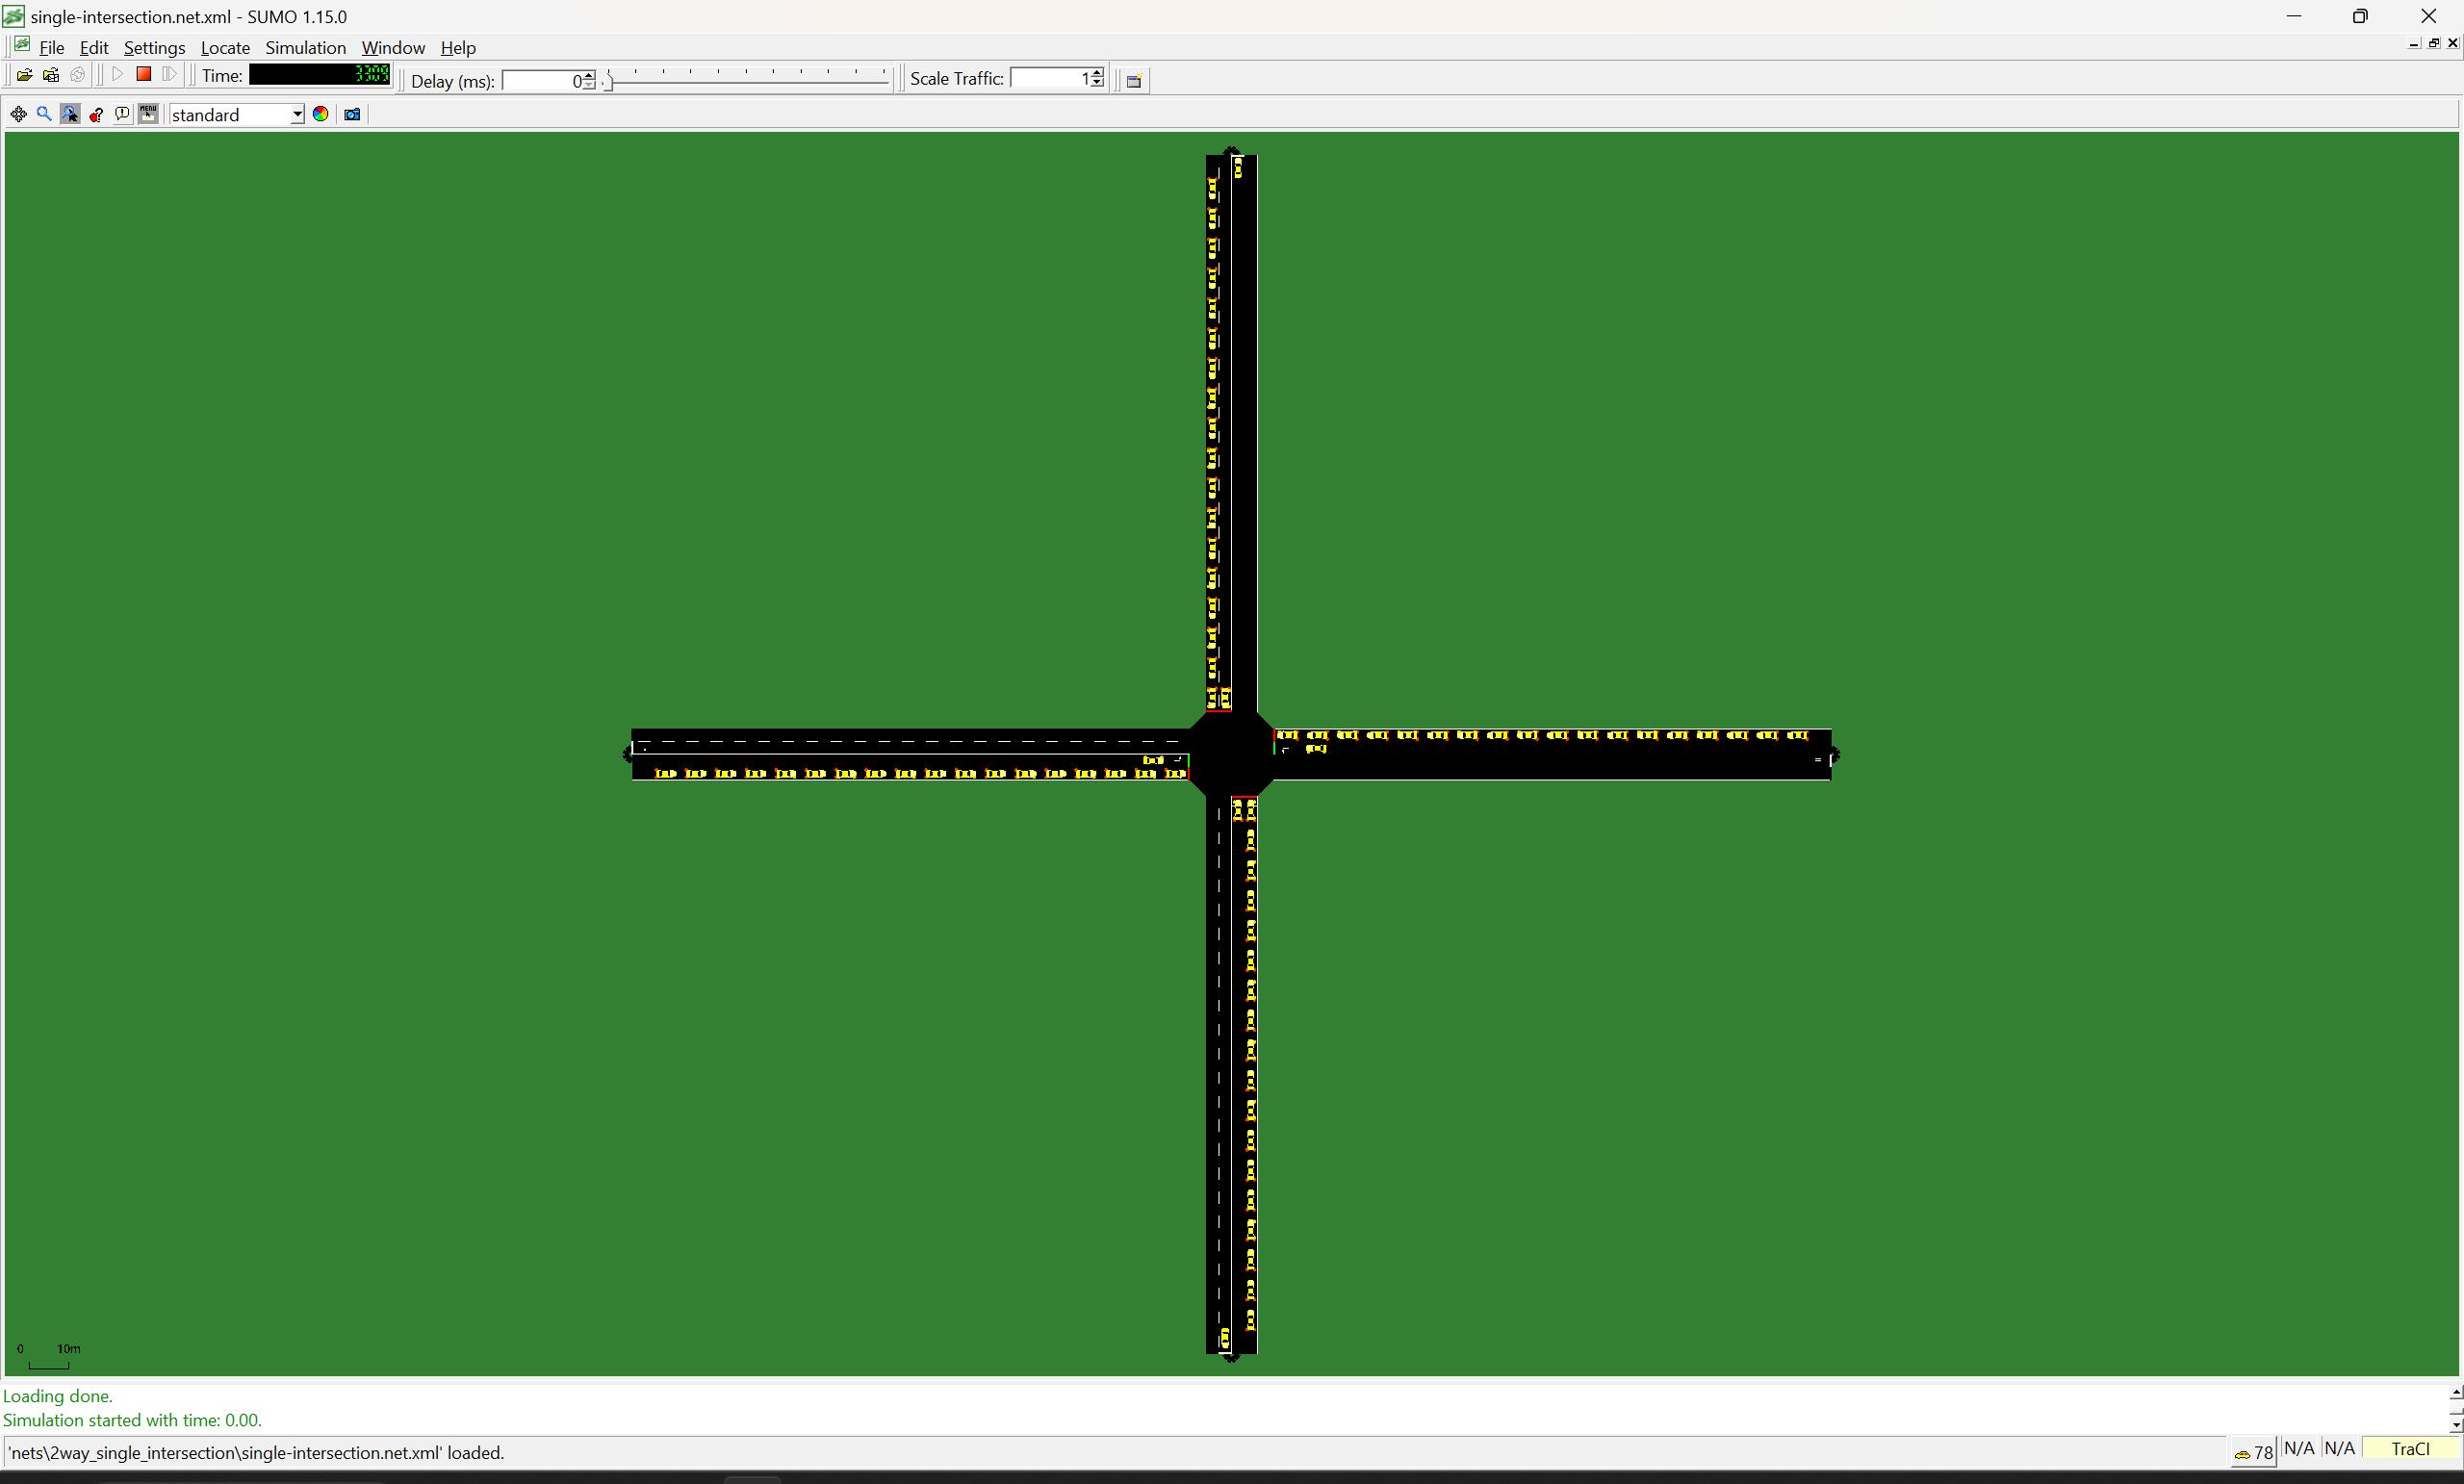 single-intersection.net.xml - SUMO 1.15.0
File Edit Settings Locate Simulation Window Help
Time: 3309 Delay (ms): 0 Scale Traffic: 1
MENU standard
0 10m
Loading done.
Simulation started with time: 0.00.
'nets\2way_single_intersection\single-intersection.net.xml' loaded. 78 N/A N/A TraCI